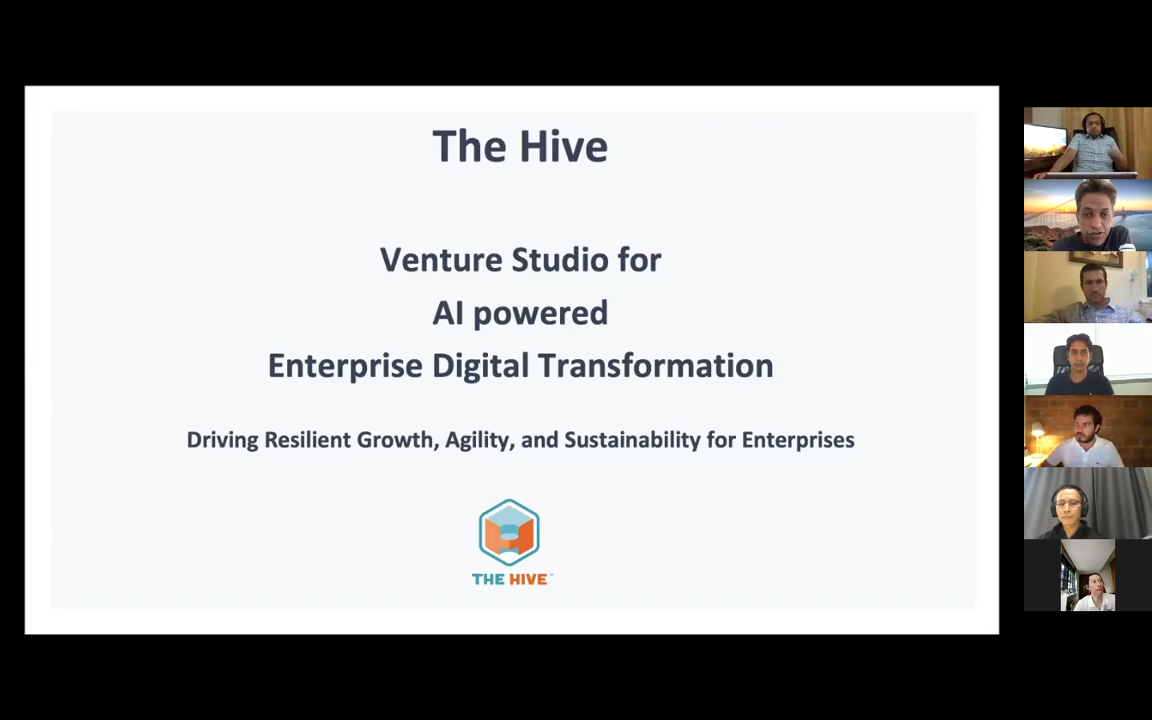 The Hive
Venture Studio for
AI powered
Enterprise Digital Transformation
Driving Resilient Growth, Agility, and Sustainability for Enterprises
THE HIVE™